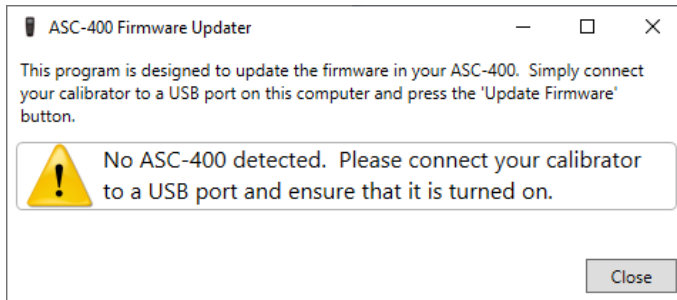 ASC-400 Firmware Updater
This program is designed to update the firmware in your ASC-400.  Simply connect
your calibrator to a USB port on this computer and press the 'Update Firmware'
button.
No ASC-400 detected.  Please connect your calibrator
to a USB port and ensure that it is turned on.
Close